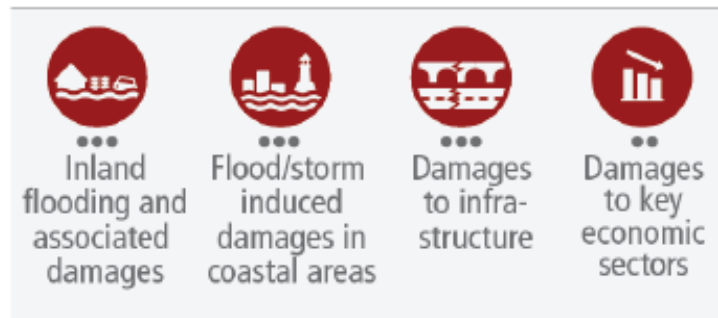 Inland
flooding and
associated
damages
Flood/storm
induced
damages in
coastal areas
Damages
to infra-
structure
Damages
to key
economic
sectors